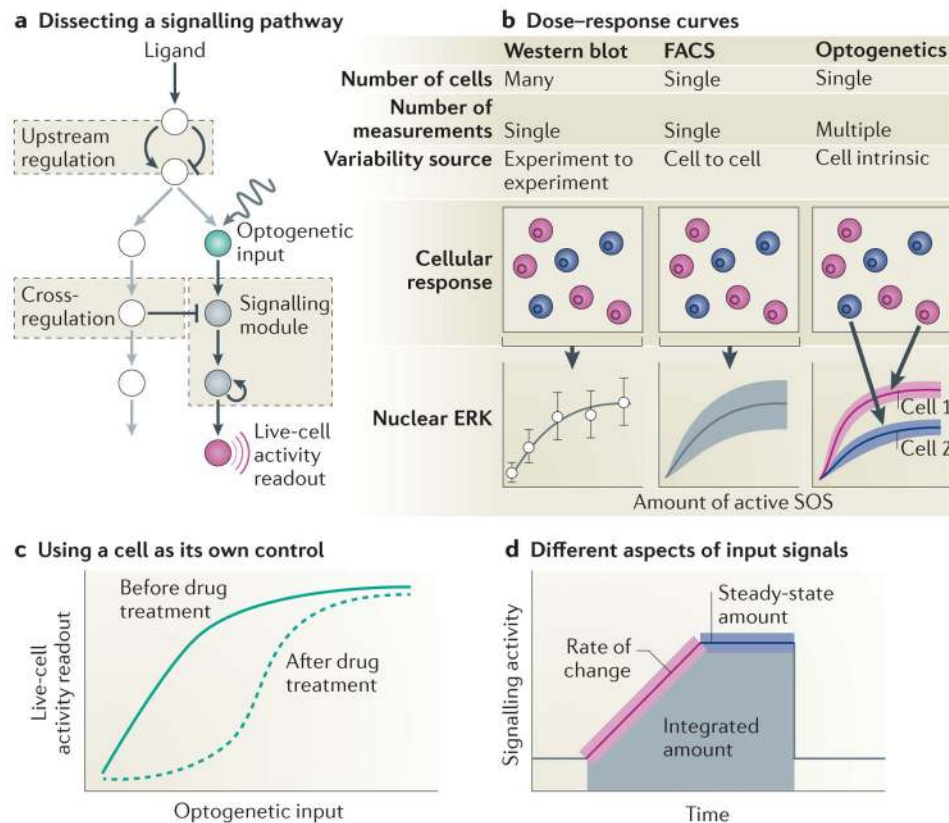 a Dissecting a signalling pathway
Ligand
Upstream
regulation
Optogenetic
input
Cross-
regulation
Signalling
module
Live-cell
activity
readout
b Dose–response curves
Western blot FACS Optogenetics
Number of cells Many Single Single
Number of
measurements Single Single Multiple
Variability source Experiment to Cell to cell Cell intrinsic
experiment
Cellular
response
Nuclear ERK
Cell 1
Cell 2
Amount of active SOS
c Using a cell as its own control
Before drug
treatment
After drug
treatment
Live-cell
activity readout
Optogenetic input
d Different aspects of input signals
Steady-state
amount
Rate of
change
Integrated
amount
Signalling activity
Time